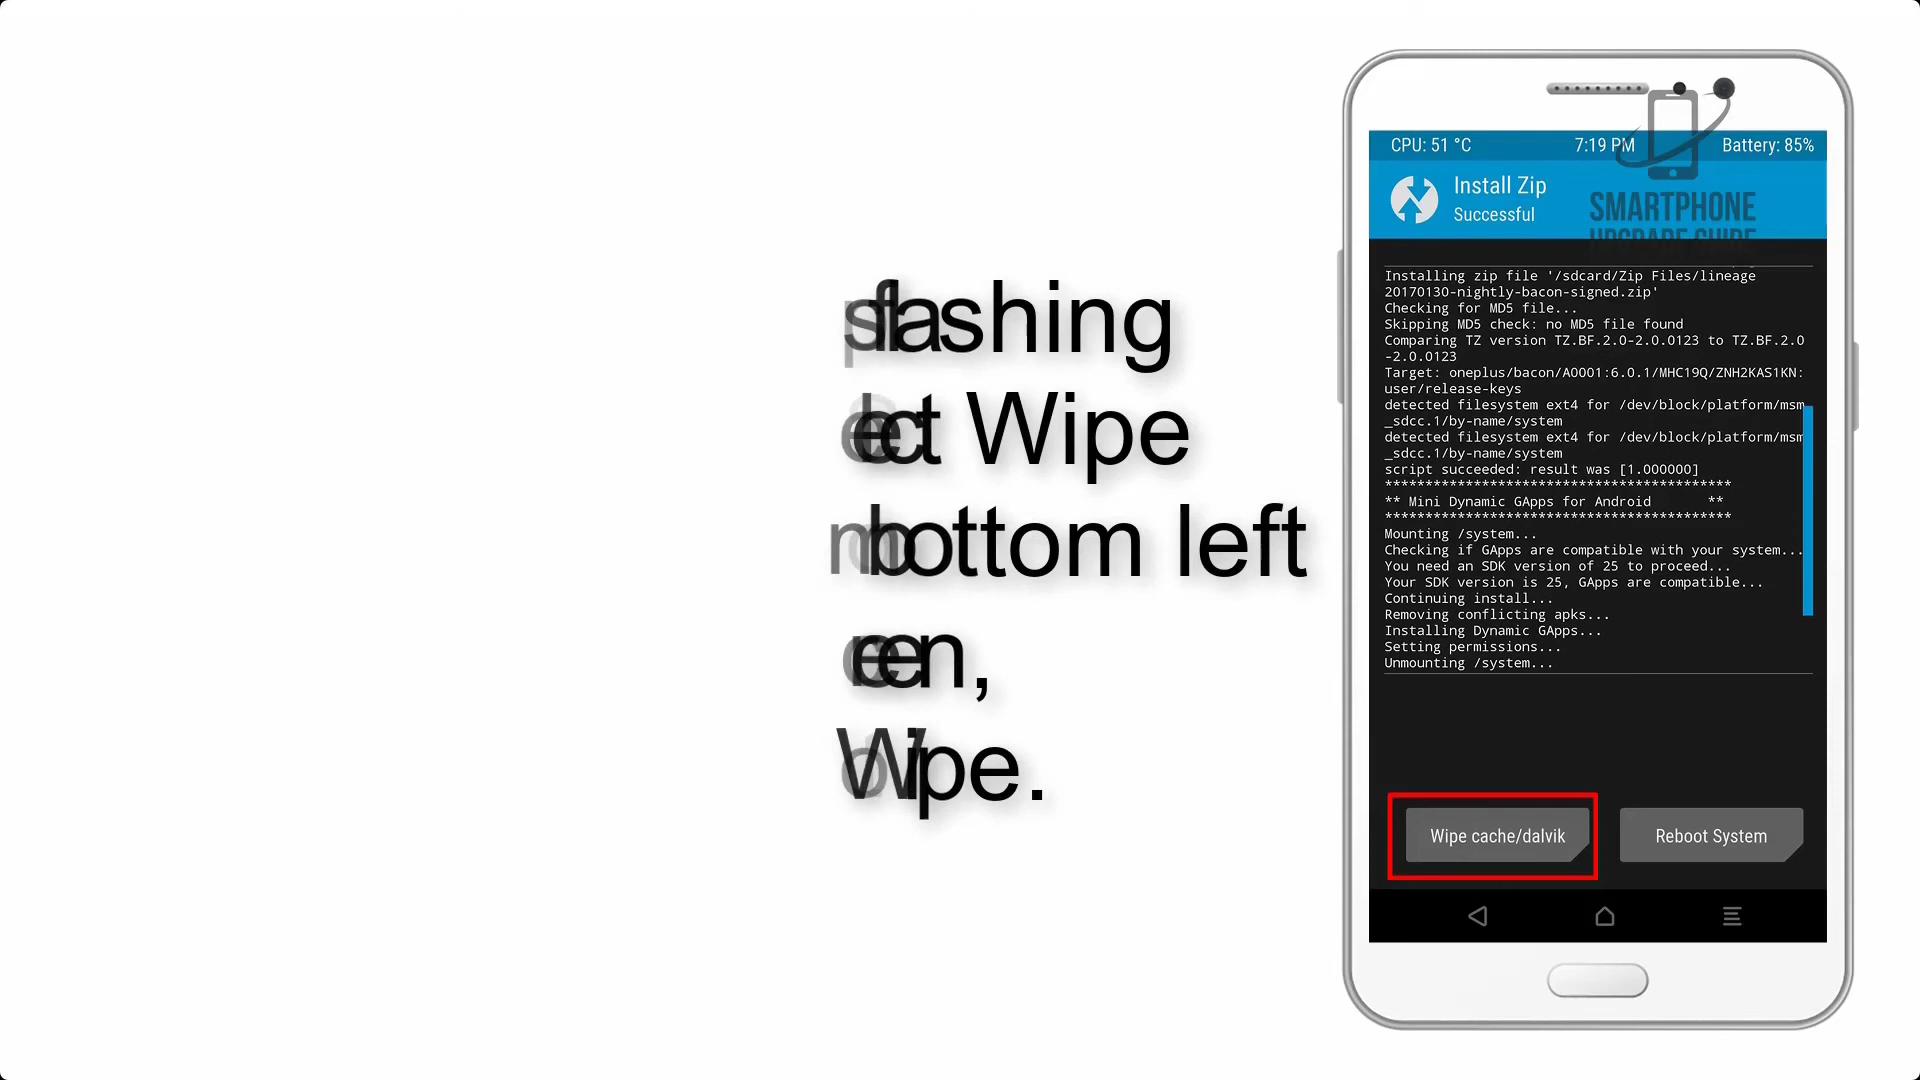 flashing
Wipe
bottom left
Wipe.
CPU: 51 °C 7:19 PM Battery: 85%
Install Zip
Successful
SMARTPHONE
UPGRADE GUIDE
Installing zip file '/sdcard/Zip Files/lineage
20170130-nightly-bacon-signed.zip'
Checking for MD5 file...
Skipping MD5 check: no MD5 file found
Comparing TZ version TZ.BF.2.0-2.0.0123 to TZ.BF.2.0
-2.0.0123
Target: oneplus/bacon/A0001:6.0.1/MHC19Q/ZNH2KAS1KN:
user/release-keys
detected filesystem ext4 for /dev/block/platform/msm
_sdcc.1/by-name/system
detected filesystem ext4 for /dev/block/platform/msm
_sdcc.1/by-name/system
script succeeded: result was [1.000000]
*******************************************
** Mini Dynamic GApps for Android **
*******************************************
Mounting /system...
Checking if GApps are compatible with your system...
You need an SDK version of 25 to proceed...
Your SDK version is 25, GApps are compatible...
Continuing install...
Removing conflicting apks...
Installing Dynamic GApps...
Setting permissions...
Unmounting /system...
Wipe cache/dalvik Reboot System